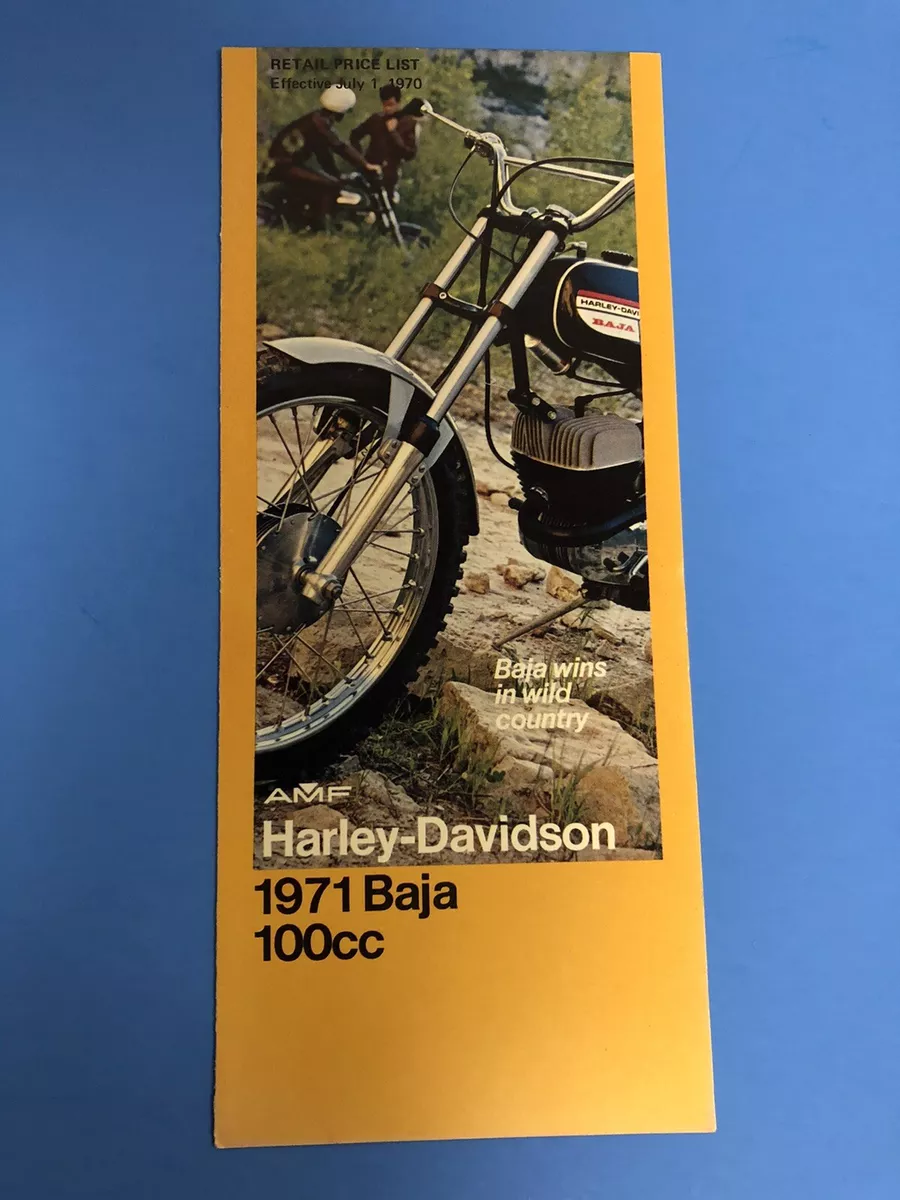 RETAIL PRICE LIST
Effective July 1, 1970
HARLEY-DAVI
BAJA
Baja wins
in wild
country
AMF
Harley-Davidson
1971 Baja
100cc